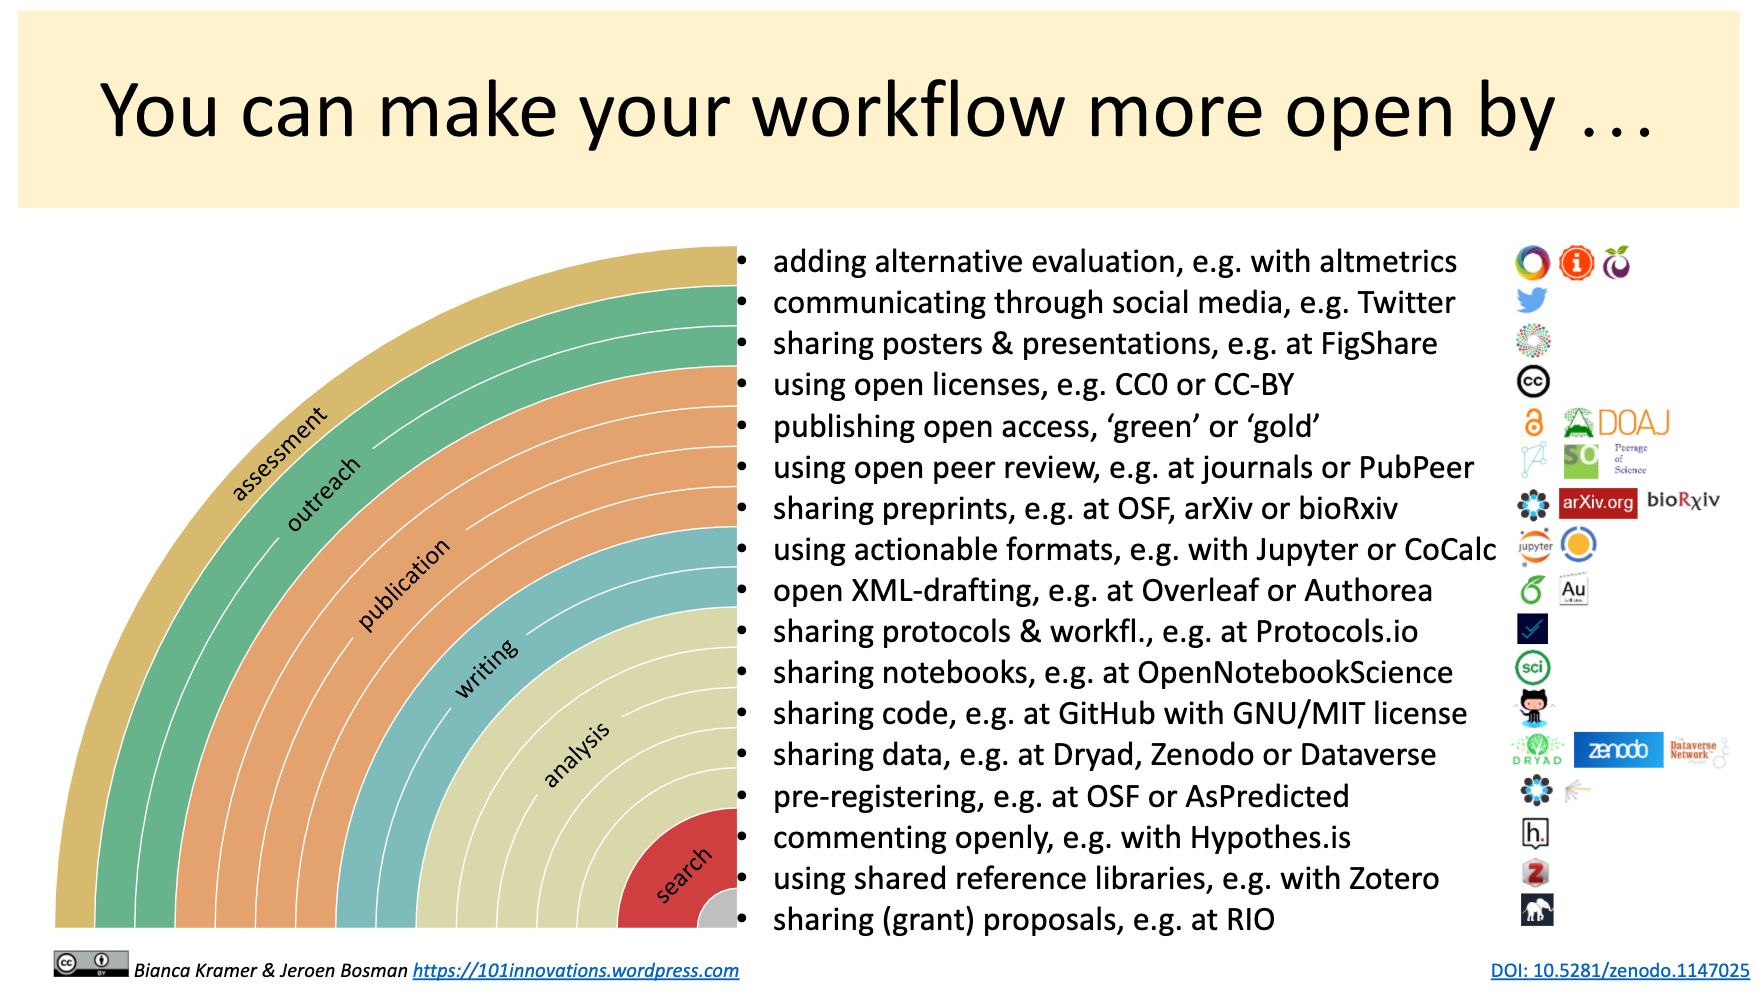 You can make your workflow more open by …
• adding alternative evaluation, e.g. with altmetrics
• communicating through social media, e.g. Twitter
• sharing posters & presentations, e.g. at FigShare
• using open licenses, e.g. CC0 or CC-BY
cc
• publishing open access, ‘green’ or ‘gold’
DOAJ
• using open peer review, e.g. at journals or PubPeer
SO
Peerage
of
Science
• sharing preprints, e.g. at OSF, arXiv or bioRxiv
arXiv.org
bioRχiv
• using actionable formats, e.g. with Jupyter or CoCalc
jupyter
• open XML-drafting, e.g. at Overleaf or Authorea
Au
• sharing protocols & workfl., e.g. at Protocols.io
• sharing notebooks, e.g. at OpenNotebookScience
sci
• sharing code, e.g. at GitHub with GNU/MIT license
• sharing data, e.g. at Dryad, Zenodo or Dataverse
DRYAD
zenodo
Dataverse
Network
• pre-registering, e.g. at OSF or AsPredicted
• commenting openly, e.g. with Hypothes.is
h.
• using shared reference libraries, e.g. with Zotero
Z
• sharing (grant) proposals, e.g. at RIO
assessment
outreach
publication
writing
analysis
search
cc BY
Bianca Kramer & Jeroen Bosman https://101innovations.wordpress.com
DOI: 10.5281/zenodo.1147025